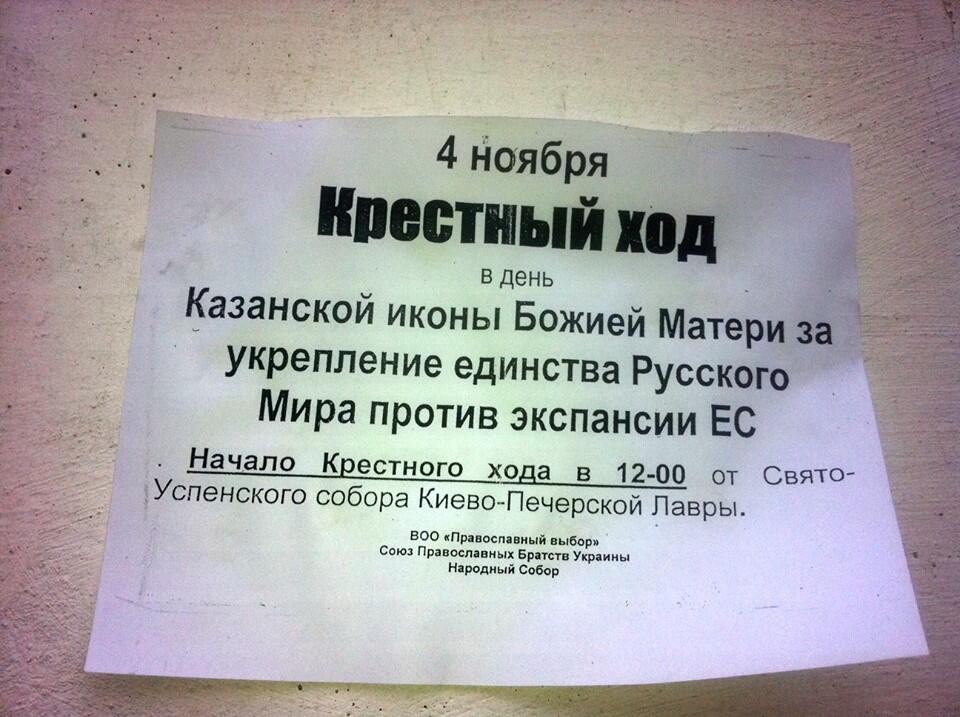 4 ноября
Крестный ход
в день
Казанской иконы Божией Матери за
укрепление единства Русского
Мира против экспансии ЕС
Начало Крестного хода в 12-00 от Свято-
Успенского собора Киево-Печерской Лавры.
ВОО «Православный выбор»
Союз Православных Братств Украины
Народный Собор